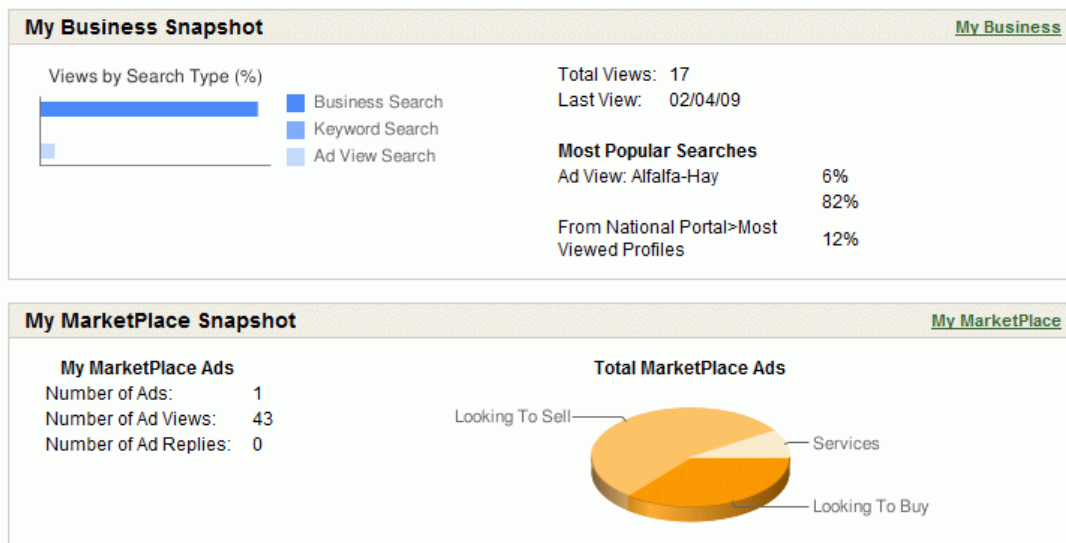 My Business Snapshot
My Business
Views by Search Type (%)
Business Search
Keyword Search
Ad View Search
Total Views: 17
Last View: 02/04/09
Most Popular Searches
Ad View: Alfalfa-Hay 6%
82%
From National Portal>Most
Viewed Profiles
12%
My MarketPlace Snapshot
My MarketPlace
My MarketPlace Ads
Number of Ads: 1
Number of Ad Views: 43
Number of Ad Replies: 0
Total MarketPlace Ads
Looking To Sell
Services
Looking To Buy